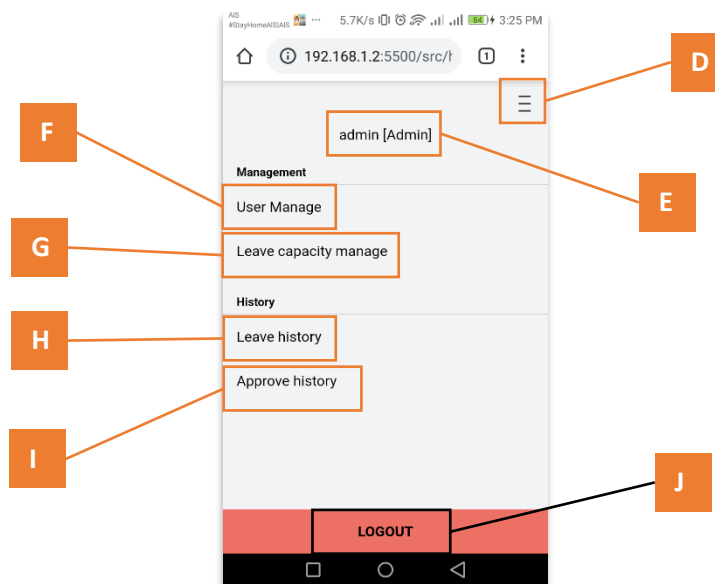 AIS
#StayHomeAIS|AIS ... 5.7K/s 84 3:25 PM
192.168.1.2:5500/src/ 1
D
admin [Admin]
F
Management
E
User Manage
G
Leave capacity manage
History
H
Leave history
Approve history
I
J
LOGOUT